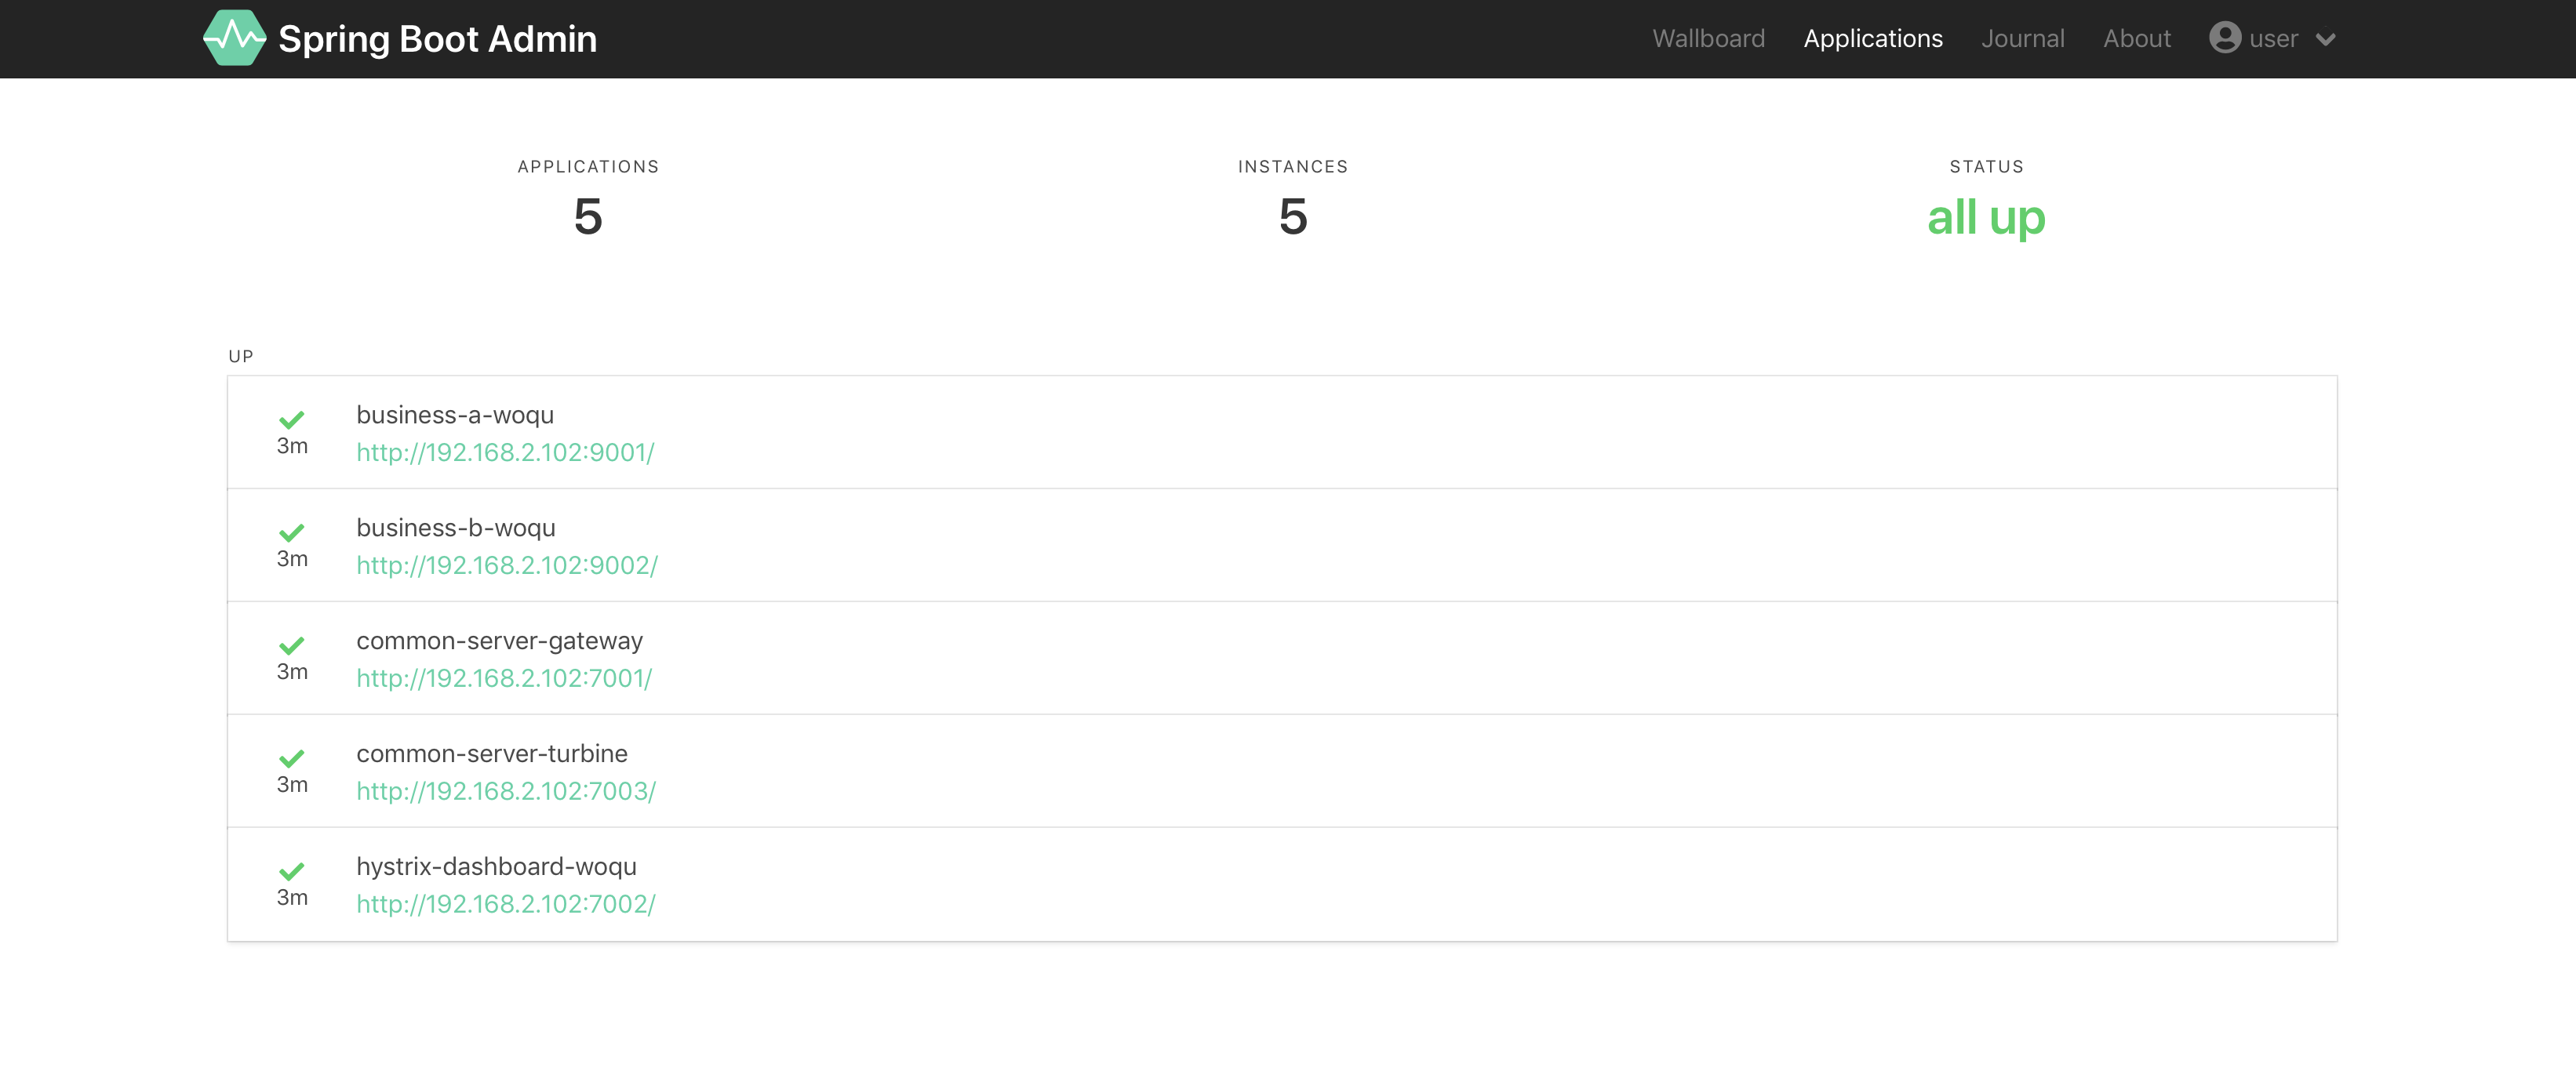 Spring Boot Admin
Wallboard Applications Journal About user
APPLICATIONS INSTANCES STATUS
5 5 all up
UP
business-a-woqu
http://192.168.2.102:9001/
3m
business-b-woqu
http://192.168.2.102:9002/
3m
common-server-gateway
http://192.168.2.102:7001/
3m
common-server-turbine
http://192.168.2.102:7003/
3m
hystrix-dashboard-woqu
http://192.168.2.102:7002/
3m